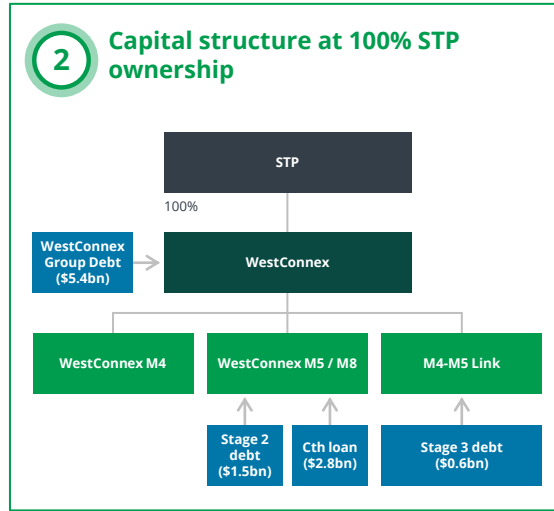 2
Capital structure at 100% STP
ownership
STP
100%
WestConnex
Group Debt
($5.4bn)
WestConnex
WestConnex M4
WestConnex M5 / M8
M4-M5 Link
Stage 2
debt
($1.5bn)
Cth loan
($2.8bn)
Stage 3 debt
($0.6bn)